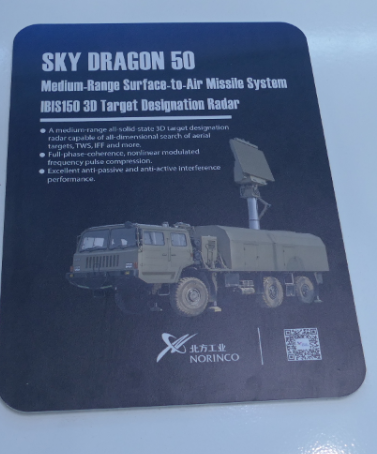 SKY DRAGON 50
Medium-Range Surface-to-Air Missile System
IBIS150 3D Target Designation Radar
● A medium-range all-solid-state 3D target designation
radar capable of all-dimensional search of aerial
targets, TWS, IFF and more.
● Full-phase-coherence, nonlinear modulated
frequency pulse compression.
● Excellent anti-passive and anti-active interference
performance.
北方工业
NORINCO